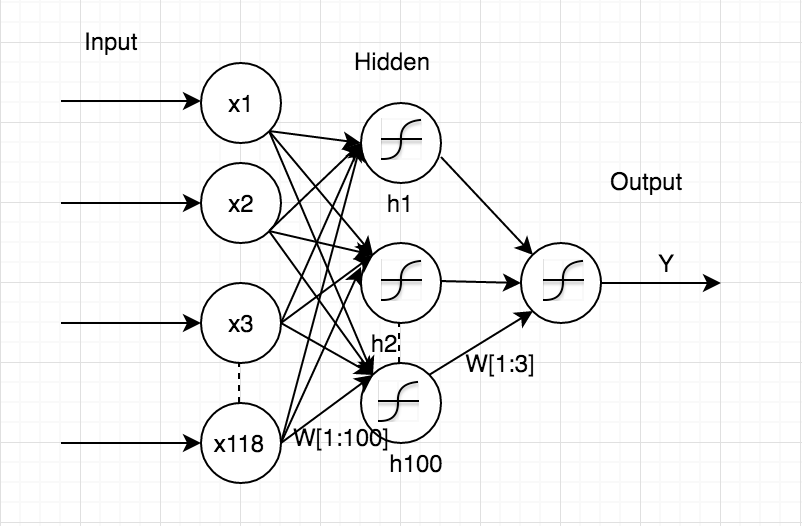 Input
Hidden
Output
x1
x2
x3
x118
h1
h2
h100
W[1:100]
W[1:3]
Y